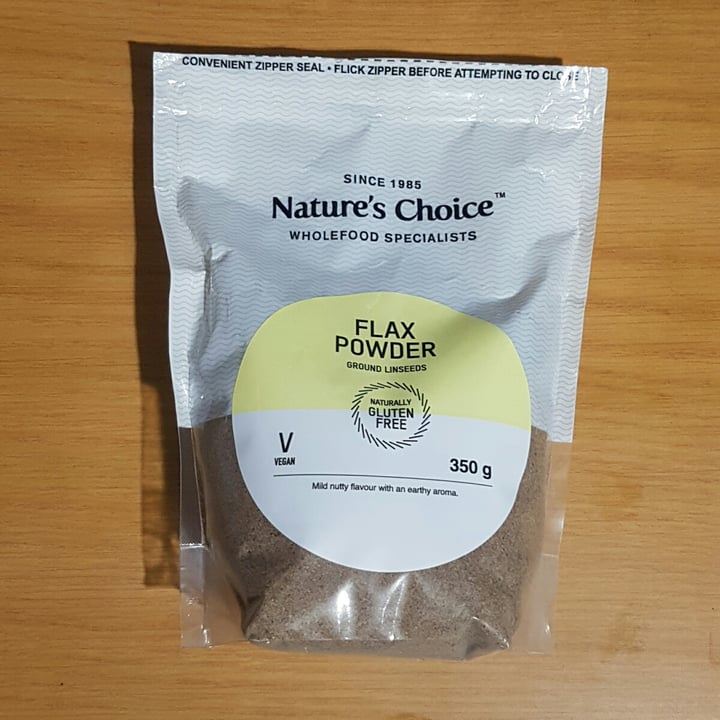 CONVENIENT ZIPPER SEAL • FLICK ZIPPER BEFORE ATTEMPTING TO CLOSE
SINCE 1985
Nature's Choice™
WHOLEFOOD SPECIALISTS
FLAX
POWDER
GROUND LINSEEDS
NATURALLY
GLUTEN
FREE
V
VEGAN
350 g
Mild nutty flavour with an earthy aroma.